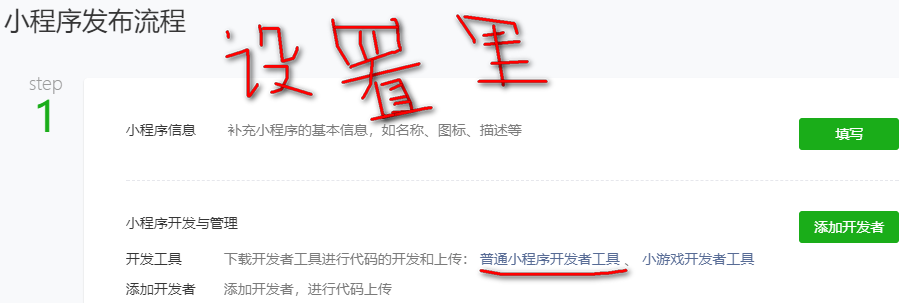 小程序发布流程
设置里
step
1
小程序信息 补充小程序的基本信息，如名称、图标、描述等 填写
小程序开发与管理 添加开发者
开发工具 下载开发者工具进行代码的开发和上传： 普通小程序开发者工具 、 小游戏开发者工具
添加开发者 添加开发者，进行代码上传